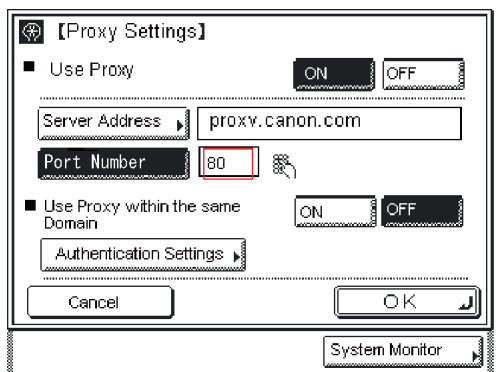 【Proxy Settings】
Use Proxy ON OFF
Server Address proxv.canon.com
Port Number 80
Use Proxy within the same ON OFF
Domain
Authentication Settings
Cancel OK
System Monitor